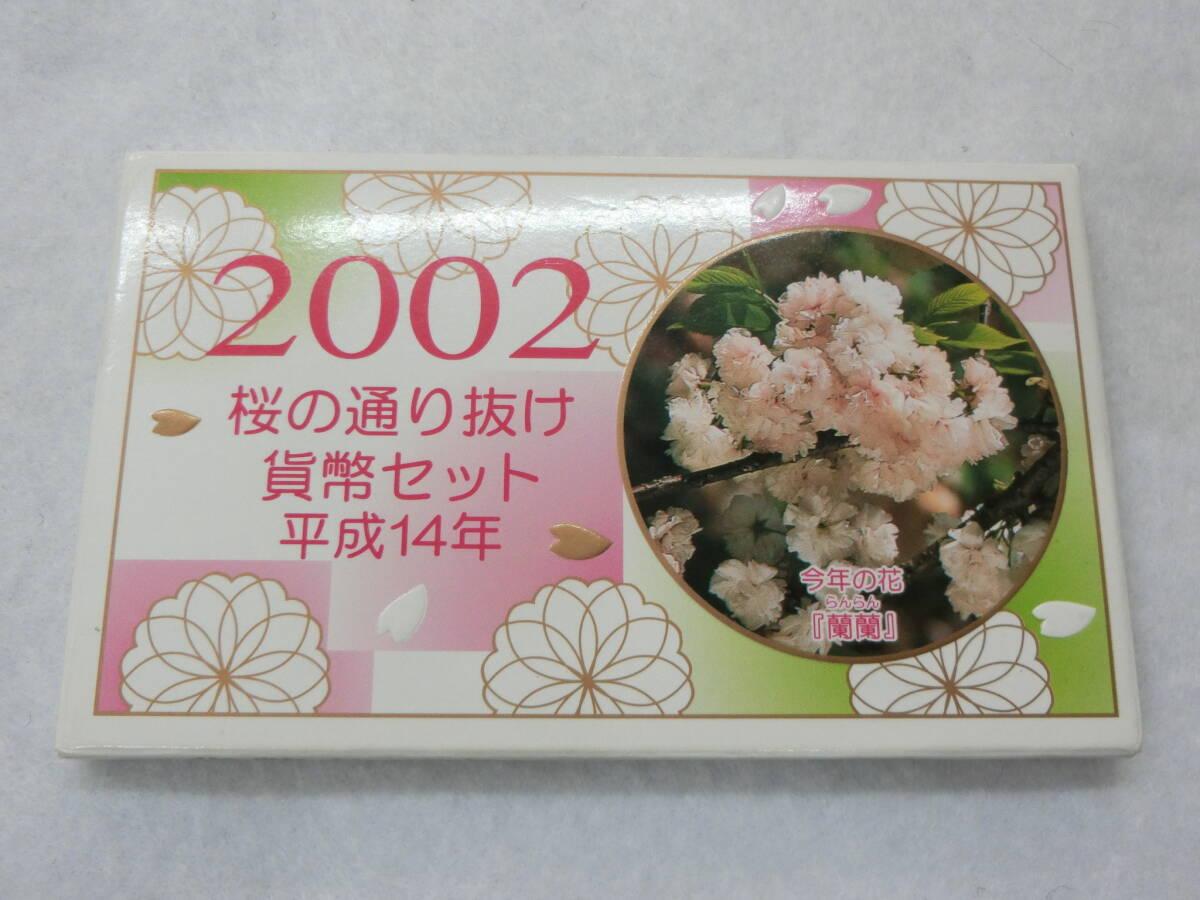 2002
桜の通り抜け
貨幣セット
平成14年
今年の花
らんらん
『蘭蘭』